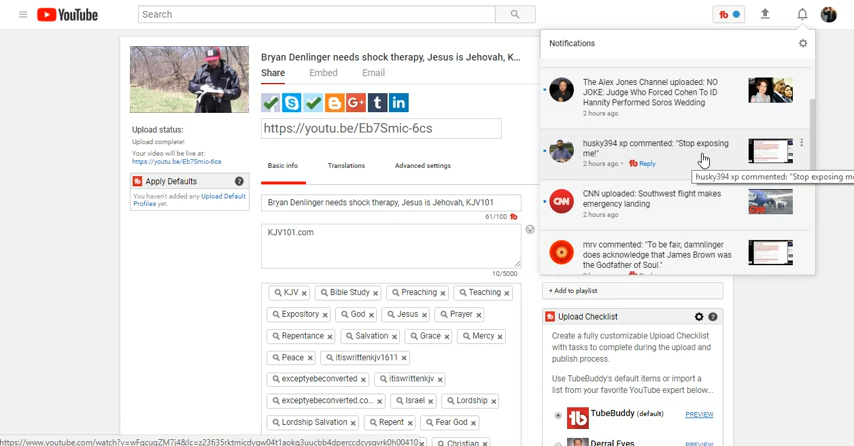 YouTube
Search
tb
Bryan Denlinger needs shock therapy, Jesus is Jehovah, K...
Share Embed Email
https://youtu.be/Eb7Smic-6cs
Upload status:
Upload complete!
Your video will be live at:
https://youtu.be/Eb7Smic-6cs
tb Apply Defaults ?
You haven't added any Upload Default
Profiles yet.
Basic info Translations Advanced settings
Bryan Denlinger needs shock therapy, Jesus is Jehovah, KJV101
61/100 tb
KJV101.com
10/5000
KJV x Bible Study x Preaching x Teaching x
Expository x God x Jesus x Prayer x
Repentance x Salvation x Grace x Mercy x
Peace x itiswrittenkjv1611 x
exceptyebeconverted x itiswrittenkjv x
exceptyebeconverted.co... x Israel x Lordship x
Lordship Salvation x Repent x Fear God x
Christian x
Notifications
The Alex Jones Channel uploaded: NO
JOKE: Judge Who Forced Cohen To ID
Hannity Performed Soros Wedding
2 hours ago
husky394 xp commented: "Stop exposing
me!"
2 hours ago • tb Reply
husky394 xp commented: "Stop exposing me
CNN
CNN uploaded: Southwest flight makes
emergency landing
2 hours ago
mrv commented: "To be fair, damnlinger
does acknowledge that James Brown was
the Godfather of Soul."
+ Add to playlist
tb Upload Checklist ?
Create a fully customizable Upload Checklist
with tasks to complete during the upload and
publish process.
Use TubeBuddy's default items or import a
list from your favorite YouTube expert below...
tb TubeBuddy (default) PREVIEW
Derral Eves PREVIEW